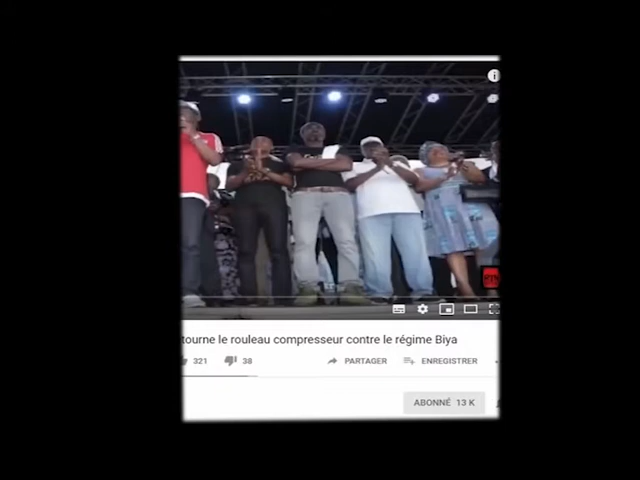 tourne le rouleau compresseur contre le régime Biya
321 38 PARTAGER ENREGISTRER
ABONNÉ 13 K